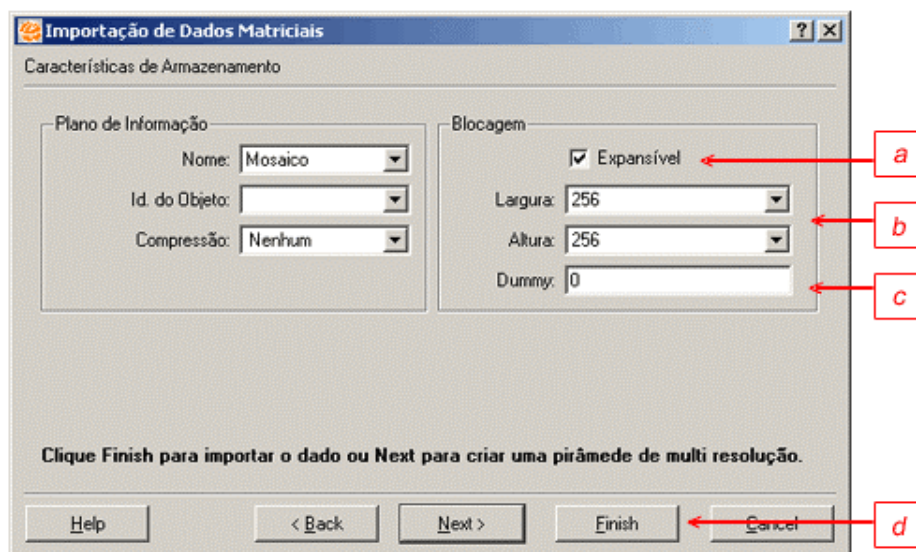 Importação de Dados Matriciais
Características de Armazenamento
Plano de Informação
Nome: Mosaico
Id. do Objeto:
Compressão: Nenhum
Blocagem
Expansível
Largura: 256
Altura: 256
Dummy: 0
a
b
c
Clique Finish para importar o dado ou Next para criar uma pirâmede de multi resolução.
Help
< Back
Next >
Finish
Cancel
d